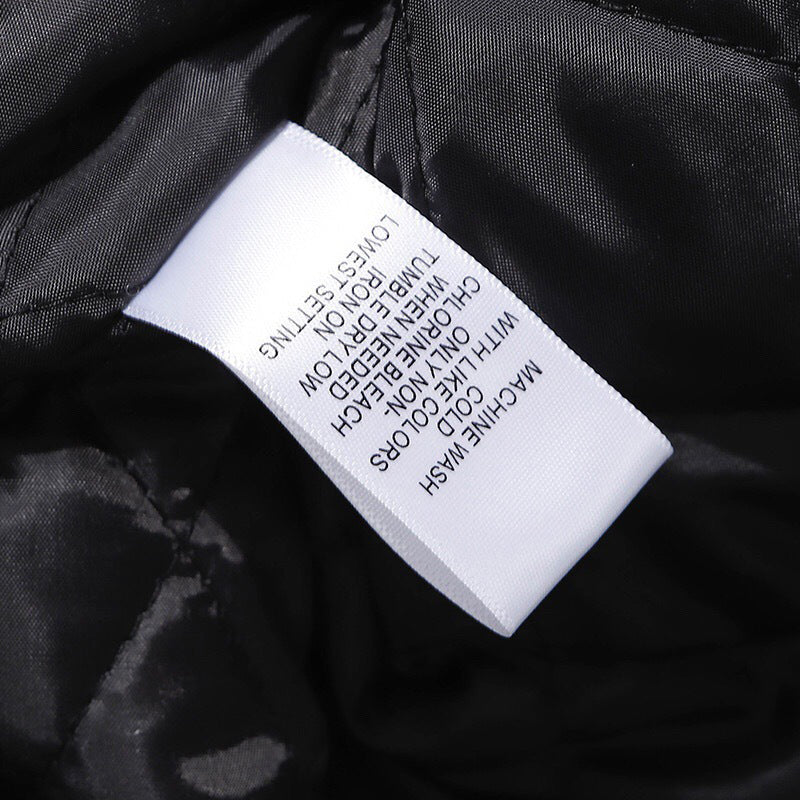 MACHINE WASH
COLD
WITH LIKE COLORS
ONLY NON-
CHLORINE BLEACH
WHEN NEEDED
TUMBLE DRY LOW
IRON ON
LOWEST SETTING